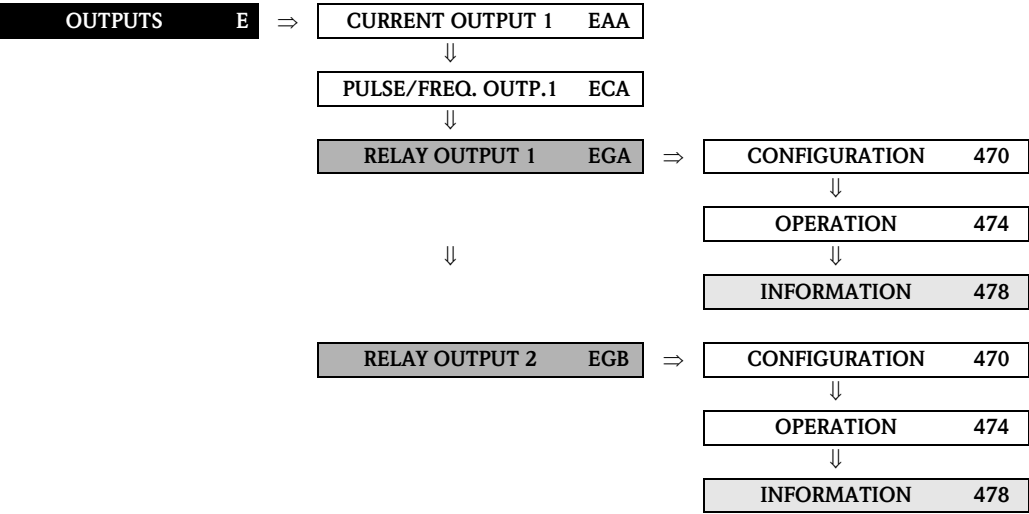 OUTPUTS E ⇒ CURRENT OUTPUT 1 EAA
⇓
PULSE/FREQ. OUTP.1 ECA
⇓
RELAY OUTPUT 1 EGA ⇒ CONFIGURATION 470
⇓
OPERATION 474
⇓ ⇓
INFORMATION 478
RELAY OUTPUT 2 EGB ⇒ CONFIGURATION 470
⇓
OPERATION 474
⇓
INFORMATION 478